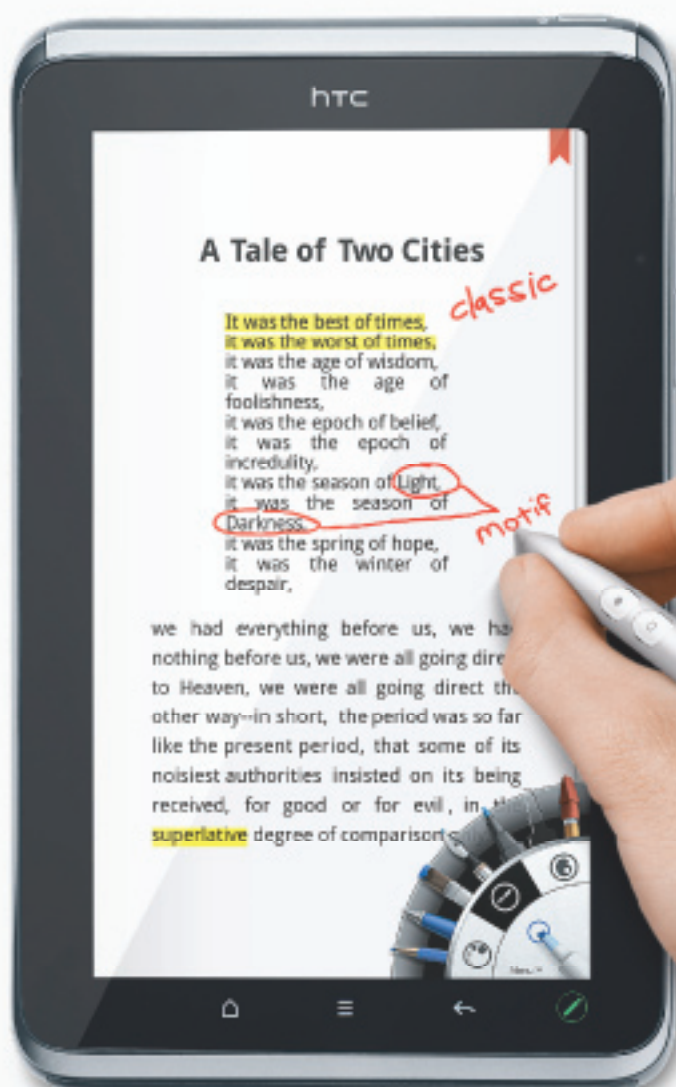 htc
A Tale of Two Cities
classic
It was the best of times,
it was the worst of times,
it was the age of wisdom,
it was the age of
foolishness,
it was the epoch of belief,
it was the epoch of
incredulity,
it was the season of Light,
it was the season of
Darkness,
motif
it was the spring of hope,
it was the winter of
despair,
we had everything before us, we
nothing before us, we were all going
to Heaven, we were all going direct
other way--in short, the period was so far
like the present period, that some of its
noisiest authorities insisted on its being
received, for good or for evil, in
superlative degree of comparison